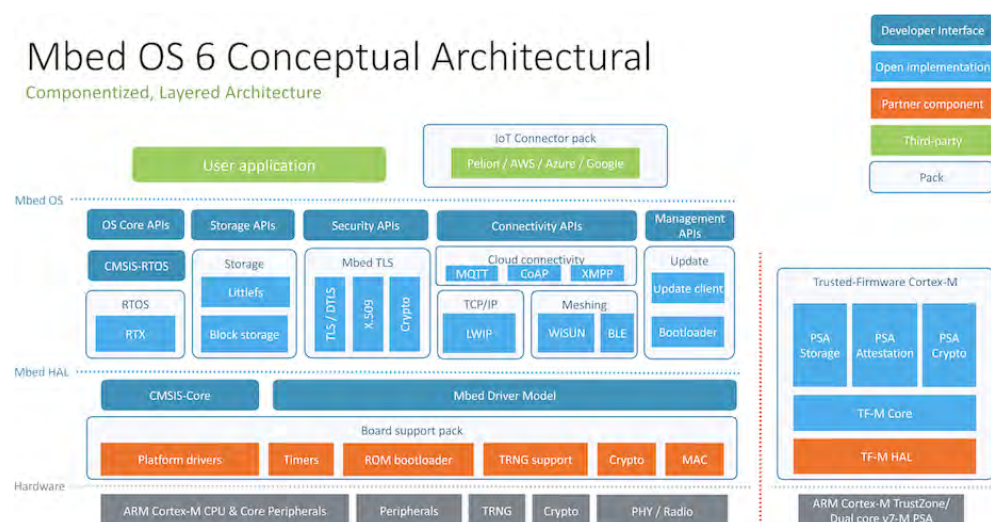 Mbed OS 6 Conceptual Architectural
Componentized, Layered Architecture
Developer Interface
Open implementation
Partner component
Third-party
Pack
User application
IoT Connector pack
Pelion / AWS / Azure / Google
Mbed OS
OS Core APIs
Storage APIs
Security APIs
Connectivity APIs
Management
APIs
CMSIS-RTOS
RTOS
RTX
Storage
Littlefs
Block storage
Mbed TLS
TLS / DTLS
X.509
Crypto
Cloud connectivity
MQTT
CoAP
XMPP
TCP/IP
LWIP
Meshing
WiSUN
BLE
Update
Update client
Bootloader
Trusted-Firmware Cortex-M
PSA
Storage
PSA
Attestation
PSA
Crypto
TF-M Core
TF-M HAL
Mbed HAL
CMSIS-Core
Mbed Driver Model
Board support pack
Platform drivers
Timers
ROM bootloader
TRNG support
Crypto
MAC
Hardware
ARM Cortex-M CPU & Core Peripherals
Peripherals
TRNG
Crypto
PHY / Radio
ARM Cortex-M TrustZone/
Dual core v7-M PSA